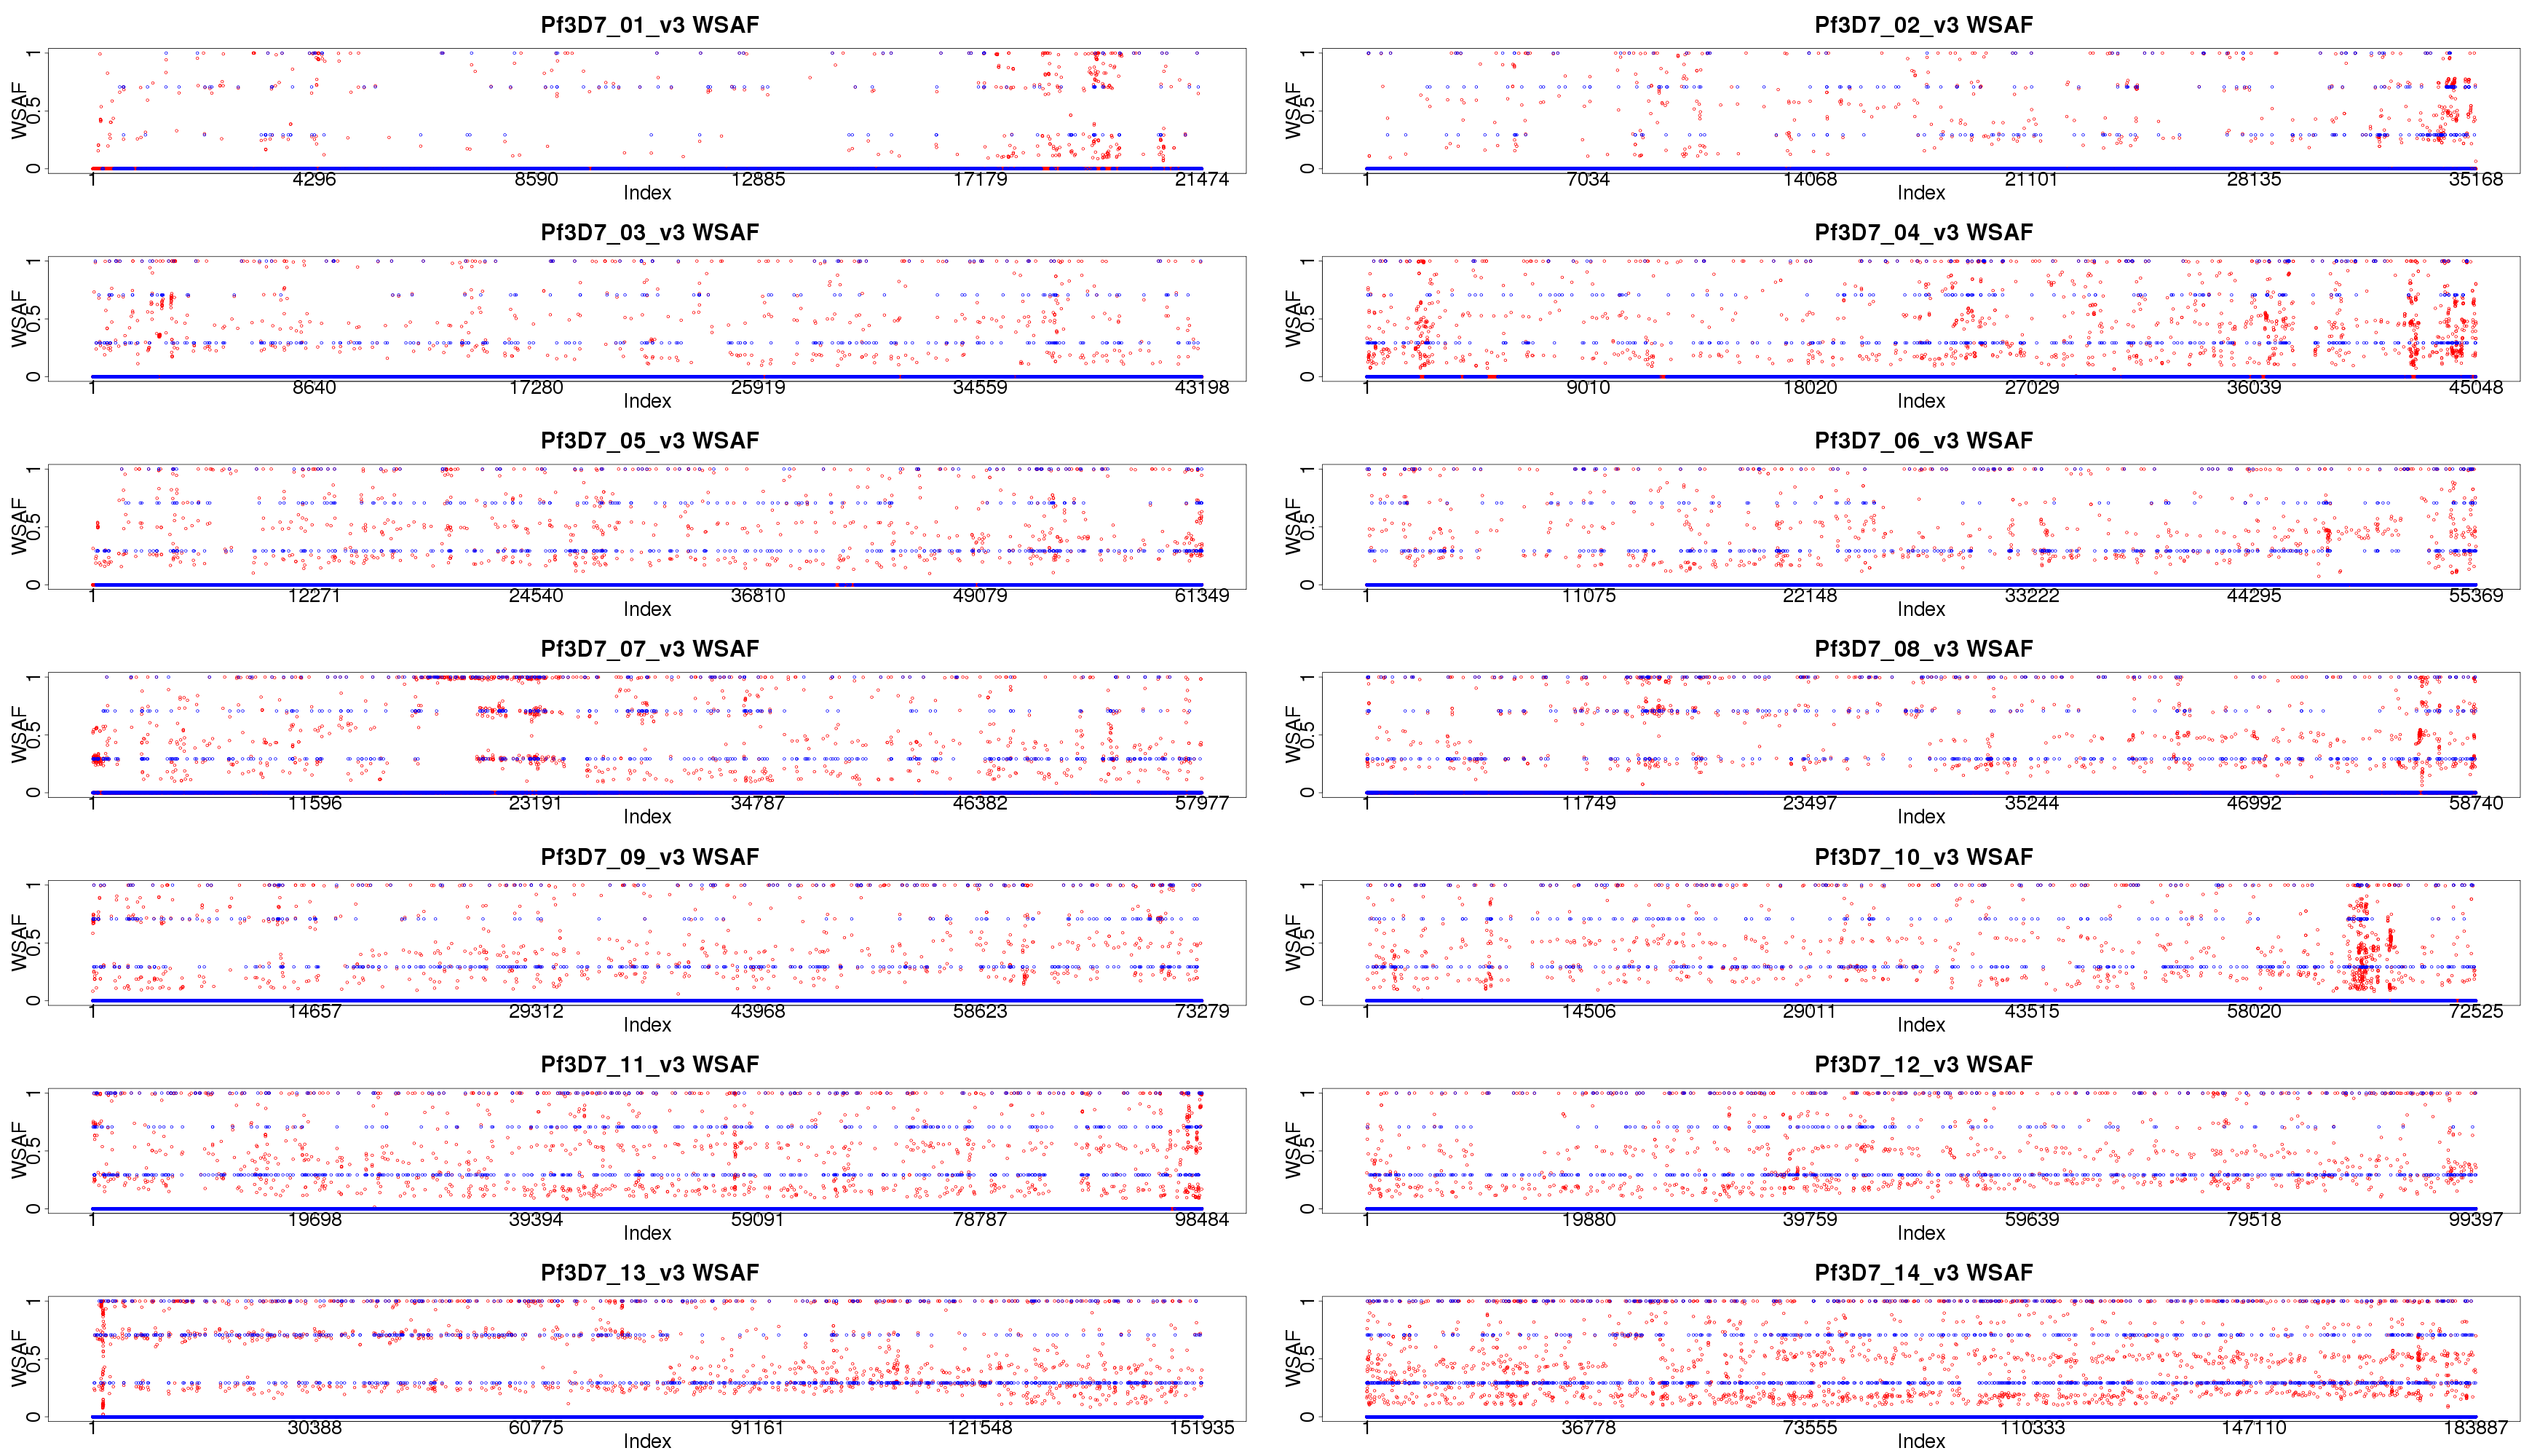 Pf3D7_01_v3 WSAF
WSAF
0 0.5 1
1 4296 8590 12885 17179 21474
Index
Pf3D7_02_v3 WSAF
WSAF
0 0.5 1
1 7034 14068 21101 28135 35168
Index
Pf3D7_03_v3 WSAF
WSAF
0 0.5 1
1 8640 17280 25919 34559 43198
Index
Pf3D7_04_v3 WSAF
WSAF
0 0.5 1
1 9010 18020 27029 36039 45048
Index
Pf3D7_05_v3 WSAF
WSAF
0 0.5 1
1 12271 24540 36810 49079 61349
Index
Pf3D7_06_v3 WSAF
WSAF
0 0.5 1
1 11075 22148 33222 44295 55369
Index
Pf3D7_07_v3 WSAF
WSAF
0 0.5 1
1 11596 23191 34787 46382 57977
Index
Pf3D7_08_v3 WSAF
WSAF
0 0.5 1
1 11749 23497 35244 46992 58740
Index
Pf3D7_09_v3 WSAF
WSAF
0 0.5 1
1 14657 29312 43968 58623 73279
Index
Pf3D7_10_v3 WSAF
WSAF
0 0.5 1
1 14506 29011 43515 58020 72525
Index
Pf3D7_11_v3 WSAF
WSAF
0 0.5 1
1 19698 39394 59091 78787 98484
Index
Pf3D7_12_v3 WSAF
WSAF
0 0.5 1
1 19880 39759 59639 79518 99397
Index
Pf3D7_13_v3 WSAF
WSAF
0 0.5 1
1 30388 60775 91161 121548 151935
Index
Pf3D7_14_v3 WSAF
WSAF
0 0.5 1
1 36778 73555 110333 147110 183887
Index